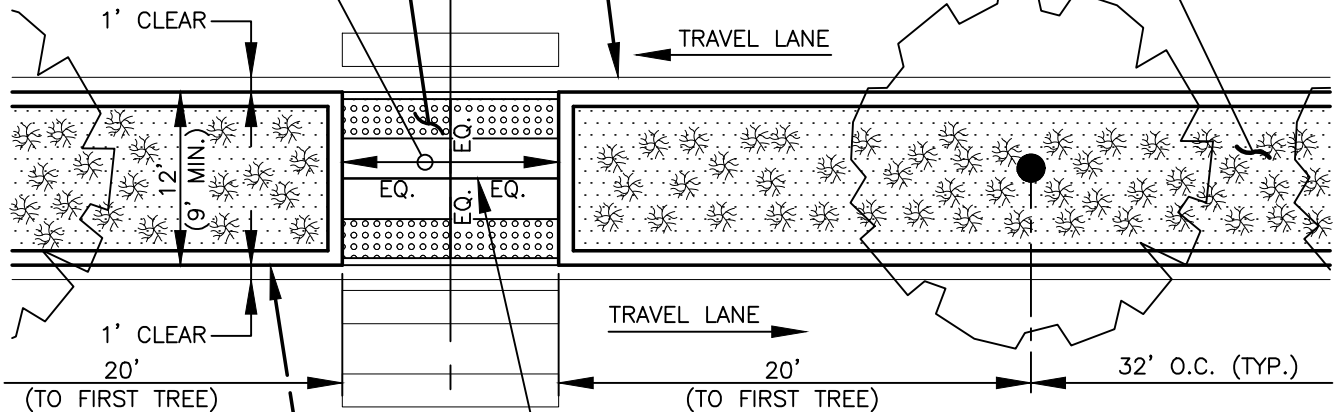 1' CLEAR
TRAVEL LANE
12'
(9' MIN.)
EQ.
EQ.
EQ.
EQ.
1' CLEAR
TRAVEL LANE
20'
(TO FIRST TREE)
20'
(TO FIRST TREE)
32' O.C. (TYP.)